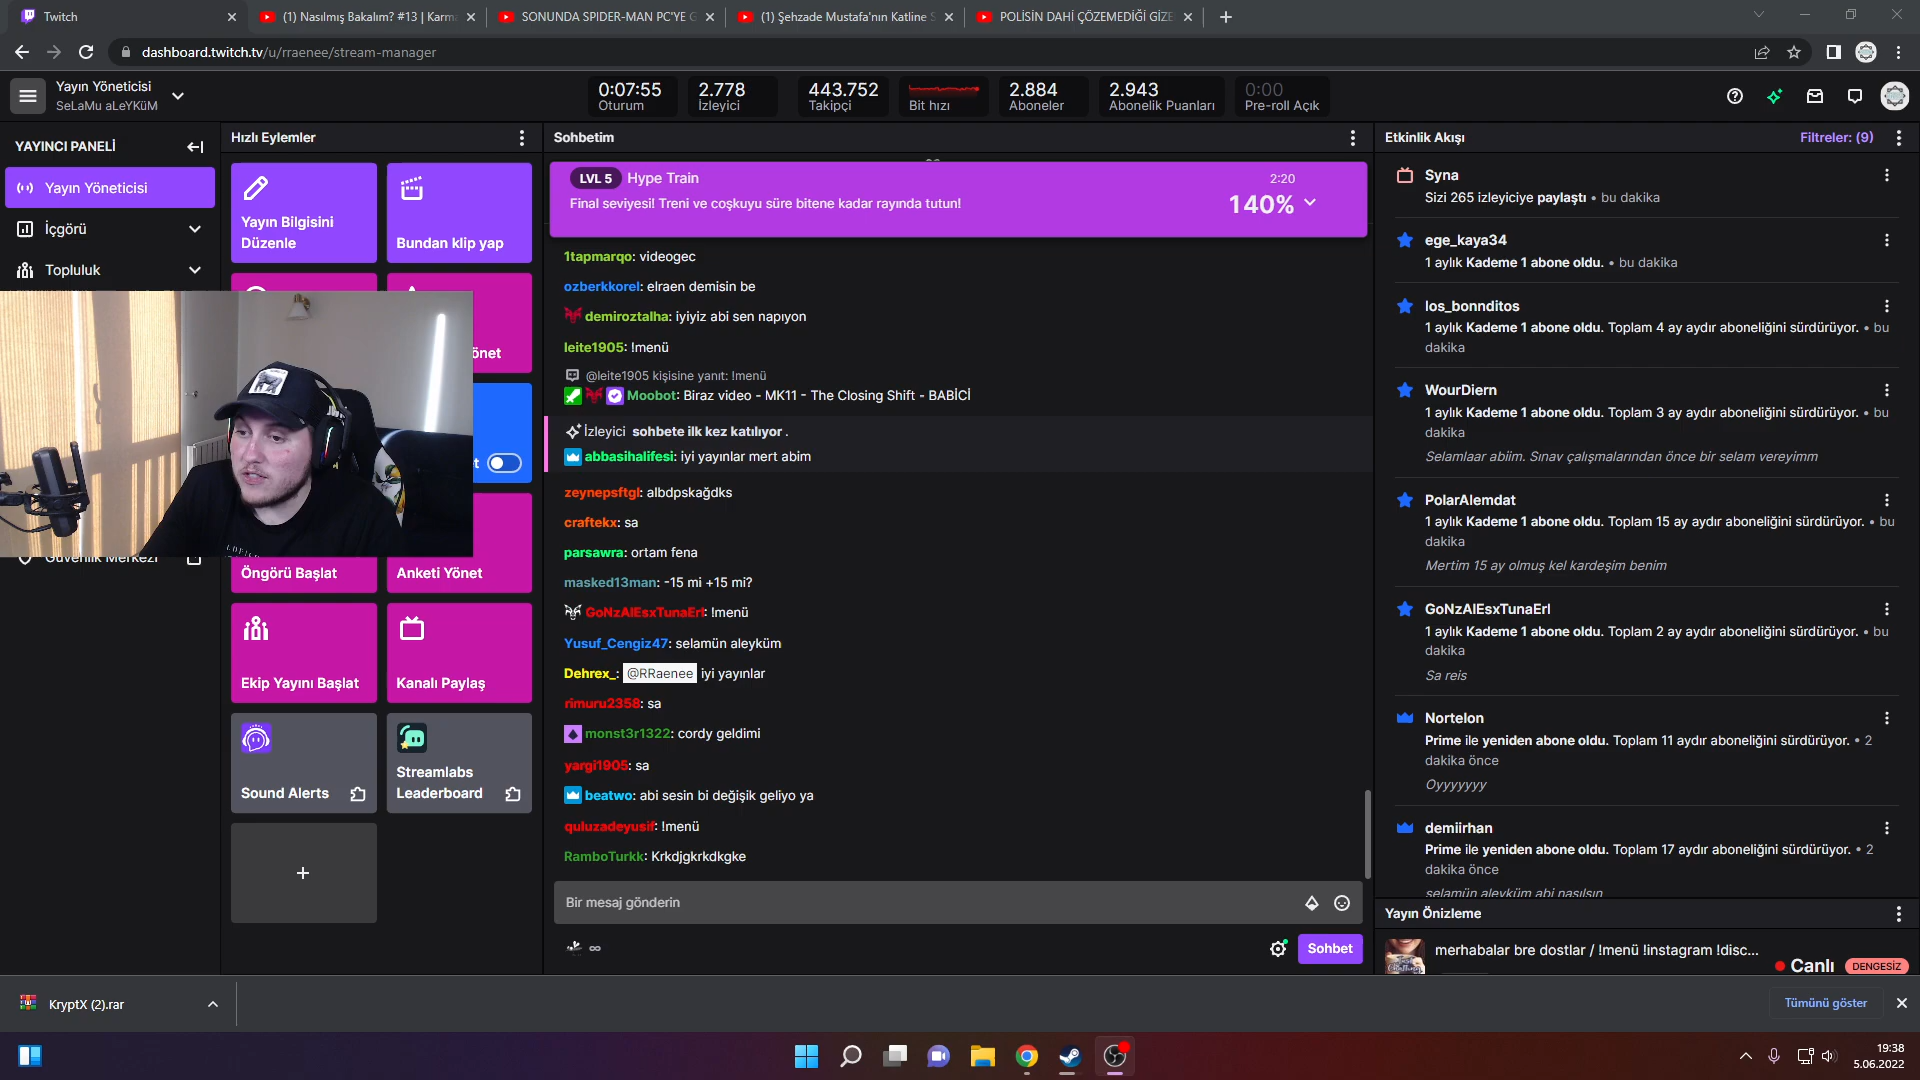 Twitch
(1) Nasılmış Bakalım? #13 | Karma
SONUNDA SPIDER-MAN PC'YE G
(1) Şehzade Mustafa'nın Katline S
POLİSİN DAHİ ÇÖZEMEDİĞİ GİZE
dashboard.twitch.tv/u/rraenee/stream-manager
Yayın Yöneticisi
SeLaMu aLeYKüM
0:07:55
Oturum
2.778
İzleyici
443.752
Takipçi
Bit hızı
2.884
Aboneler
2.943
Abonelik Puanları
0:00
Pre-roll Açık
YAYINCI PANELİ
Yayın Yöneticisi
İçgörü
Topluluk
Güvenlik Merkezi
Hızlı Eylemler
Yayın Bilgisini
Düzenle
Bundan klip yap
önet
t
Öngörü Başlat
Anketi Yönet
Ekip Yayını Başlat
Kanalı Paylaş
Sound Alerts
Streamlabs
Leaderboard
Sohbetim
LVL 5 Hype Train
2:20
Final seviyesi! Treni ve coşkuyu süre bitene kadar rayında tutun!
140%
1tapmarqo: videogec
ozberkkorel: elraen demisin be
demiroztalha: iyiyiz abi sen napıyon
leite1905: !menü
@leite1905 kişisine yanıt: !menü
Moobot: Biraz video - MK11 - The Closing Shift - BABİCİ
İzleyici sohbete ilk kez katılıyor .
abbasihalifesi: iyi yayınlar mert abim
zeynepsftgl: albdpskağdks
craftekx: sa
parsawra: ortam fena
masked13man: -15 mi +15 mi?
GoNzAlEsxTunaErl: !menü
Yusuf_Cengiz47: selamün aleyküm
Dehrex_: @RRaenee iyi yayınlar
rimuru2358: sa
monst3r1322: cordy geldimi
yargi1905: sa
beatwo: abi sesin bi değişik geliyo ya
quluzadeyusif: !menü
RamboTurkk: Krkdjgkrkdkgke
Bir mesaj gönderin
∞
Sohbet
Etkinlik Akışı
Filtreler: (9)
Syna
Sizi 265 izleyiciye paylaştı • bu dakika
ege_kaya34
1 aylık Kademe 1 abone oldu. • bu dakika
los_bonnditos
1 aylık Kademe 1 abone oldu. Toplam 4 ay aydır aboneliğini sürdürüyor. • bu
dakika
WourDiern
1 aylık Kademe 1 abone oldu. Toplam 3 ay aydır aboneliğini sürdürüyor. • bu
dakika
Selamlaar abiim. Sınav çalışmalarından önce bir selam vereyimm
PolarAlemdat
1 aylık Kademe 1 abone oldu. Toplam 15 ay aydır aboneliğini sürdürüyor. • bu
dakika
Mertim 15 ay olmuş kel kardeşim benim
GoNzAlEsxTunaErl
1 aylık Kademe 1 abone oldu. Toplam 2 ay aydır aboneliğini sürdürüyor. • bu
dakika
Sa reis
Nortelon
Prime ile yeniden abone oldu. Toplam 11 aydır aboneliğini sürdürüyor. • 2
dakika önce
Oyyyyyyy
demiirhan
Prime ile yeniden abone oldu. Toplam 17 aydır aboneliğini sürdürüyor. • 2
dakika önce
selamün aleyküm abi nasılsın
Yayın Önizleme
merhabalar bre dostlar / !menü !instagram !disc...
Canlı
DENGESİZ
KryptX (2).rar
Tümünü göster
19:38
5.06.2022